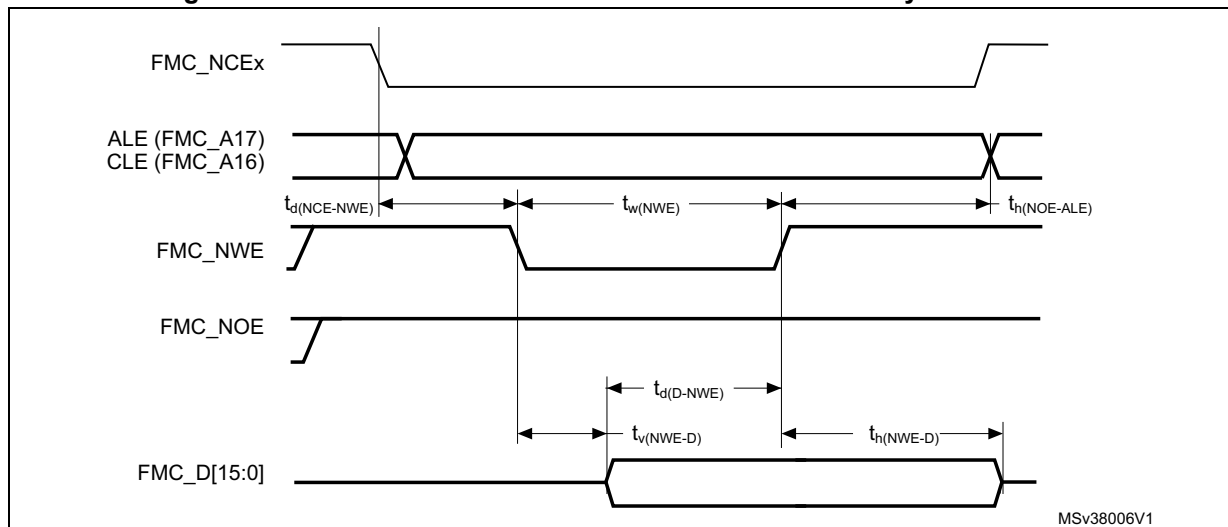 FMC_NCEx
ALE (FMC_A17)
CLE (FMC_A16)
td(NCE-NWE)
tw(NWE)
th(NOE-ALE)
FMC_NWE
FMC_NOE
td(D-NWE)
tv(NWE-D)
th(NWE-D)
FMC_D[15:0]
MSv38006V1